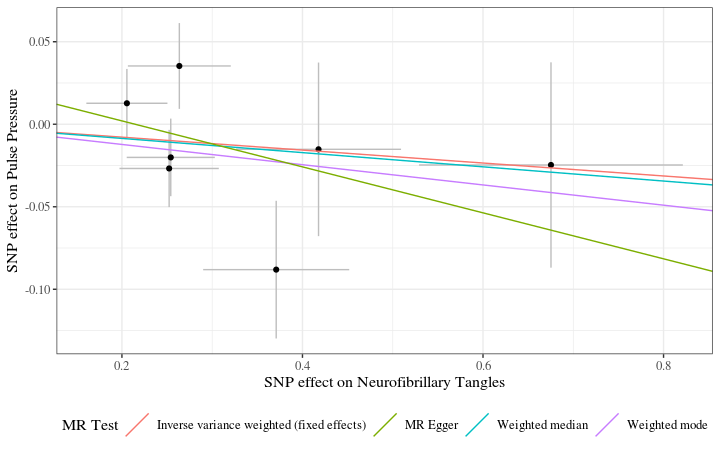 0.05
0.00
-0.05
-0.10
SNP effect on Pulse Pressure
0.2
0.4
0.6
0.8
SNP effect on Neurofibrillary Tangles
MR Test
Inverse variance weighted (fixed effects)
MR Egger
Weighted median
Weighted mode